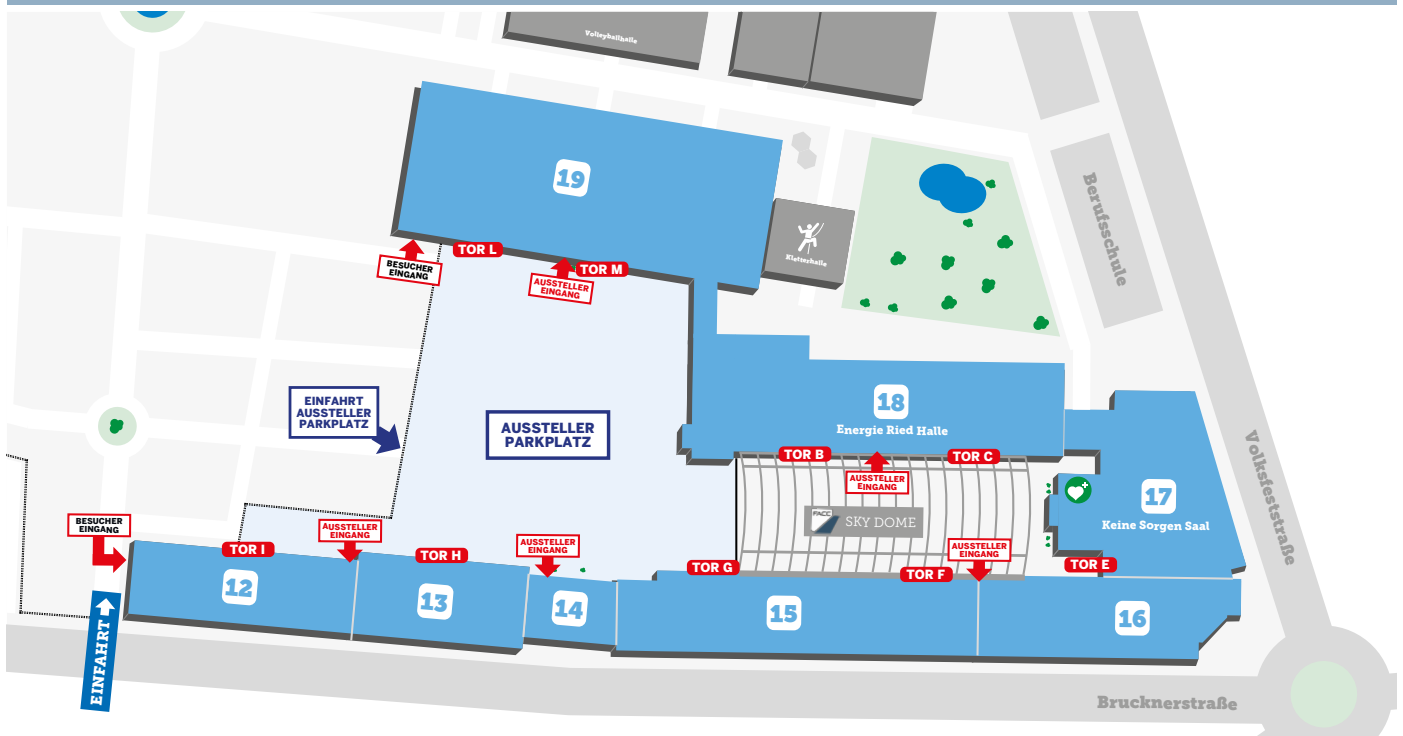 Volleyballhalle
19
Kletterhalle
Berufsschule
TOR L
BESUCHER
EINGANG
TOR M
AUSSTELLER
EINGANG
EINFAHRT
AUSSTELLER
PARKPLATZ
AUSSTELLER
PARKPLATZ
18
Energie Ried Halle
TOR B
TOR C
AUSSTELLER
EINGANG
17
Keine Sorgen Saal
Volksfeststraße
FACC
SKY DOME
BESUCHER
EINGANG
AUSSTELLER
EINGANG
AUSSTELLER
EINGANG
AUSSTELLER
EINGANG
TOR I
TOR H
TOR G
TOR F
TOR E
12
13
14
15
16
EINFAHRT
Brucknerstraße